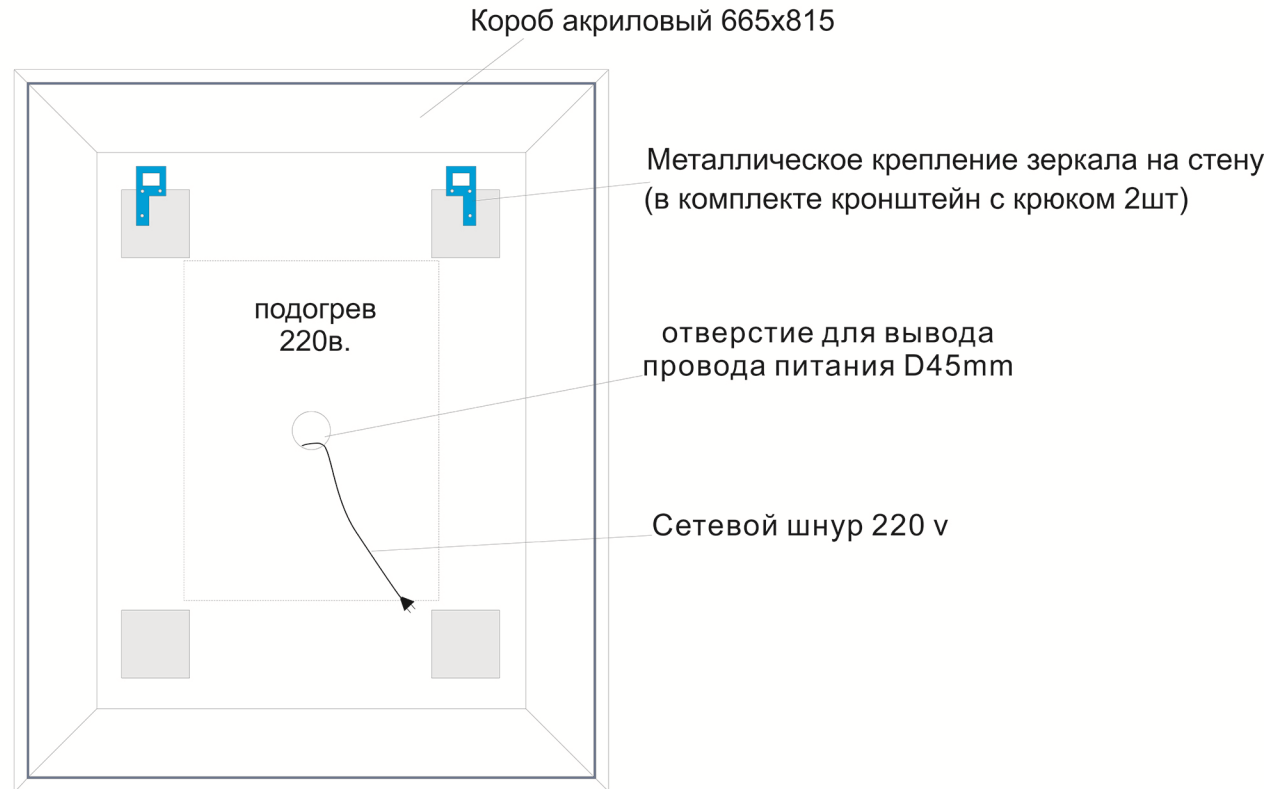 Короб акриловый 665x815
Металлическое крепление зеркала на стену
(в комплекте кронштейн с крюком 2шт)
подогрев
220в.
отверстие для вывода
провода питания D45mm
Сетевой шнур 220 v